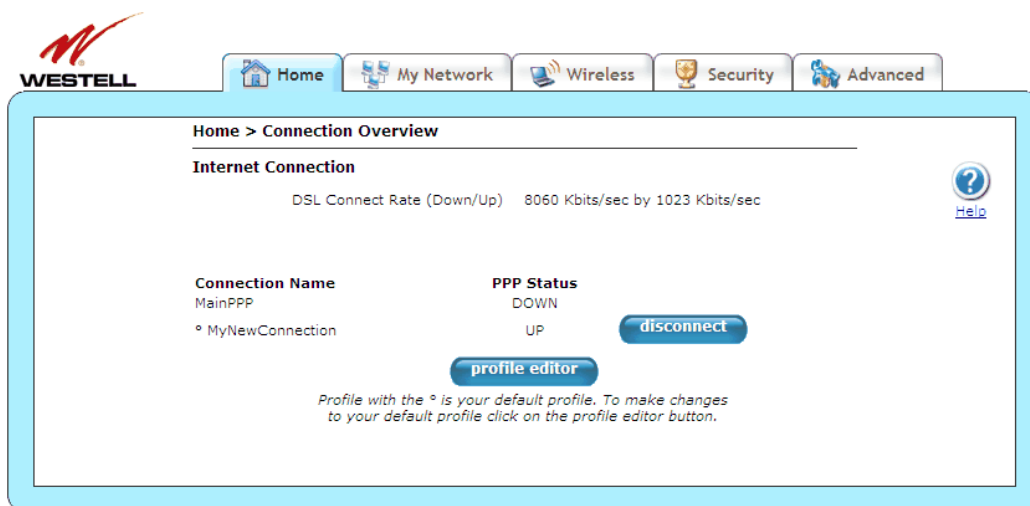 WESTELL
Home My Network Wireless Security Advanced
Home > Connection Overview
Internet Connection
DSL Connect Rate (Down/Up) 8060 Kbits/sec by 1023 Kbits/sec
Help
Connection Name PPP Status
MainPPP DOWN
° MyNewConnection UP disconnect
profile editor
Profile with the ° is your default profile. To make changes
to your default profile click on the profile editor button.